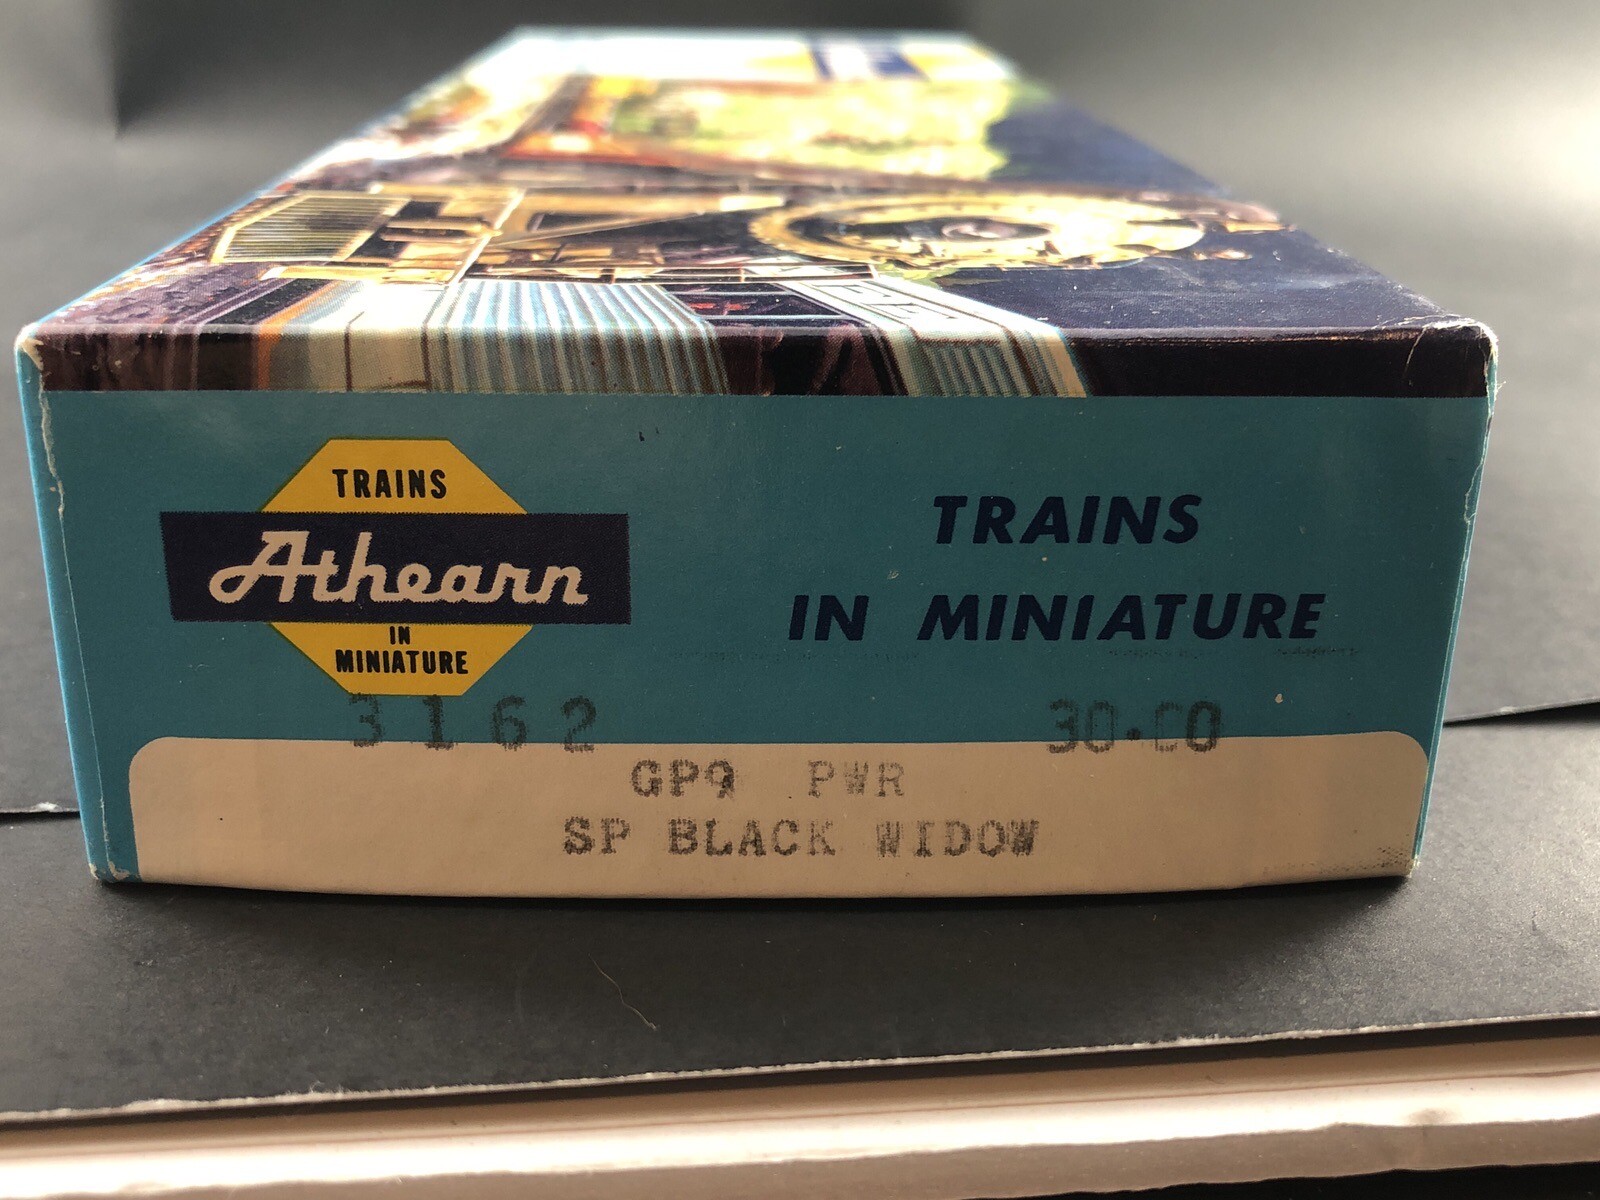 TRAINS
Athearn
IN
MINIATURE
TRAINS
IN MINIATURE
3162
30.00
GP9 PWR
SP BLACK WIDOW